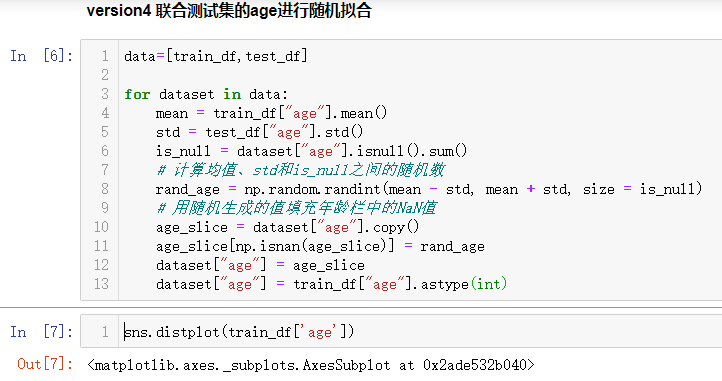 version4 联合测试集的age进行随机拟合
In [6]:
1 data=[train_df,test_df]
2
3 for dataset in data:
4     mean = train_df["age"].mean()
5     std = test_df["age"].std()
6     is_null = dataset["age"].isnull().sum()
7     # 计算均值、std和is_null之间的随机数
8     rand_age = np.random.randint(mean - std, mean + std, size = is_null)
9     # 用随机生成的值填充年龄栏中的NaN值
10     age_slice = dataset["age"].copy()
11     age_slice[np.isnan(age_slice)] = rand_age
12     dataset["age"] = age_slice
13     dataset["age"] = train_df["age"].astype(int)
In [7]:
1 sns.distplot(train_df['age'])
Out[7]: <matplotlib.axes._subplots.AxesSubplot at 0x2ade532b040>